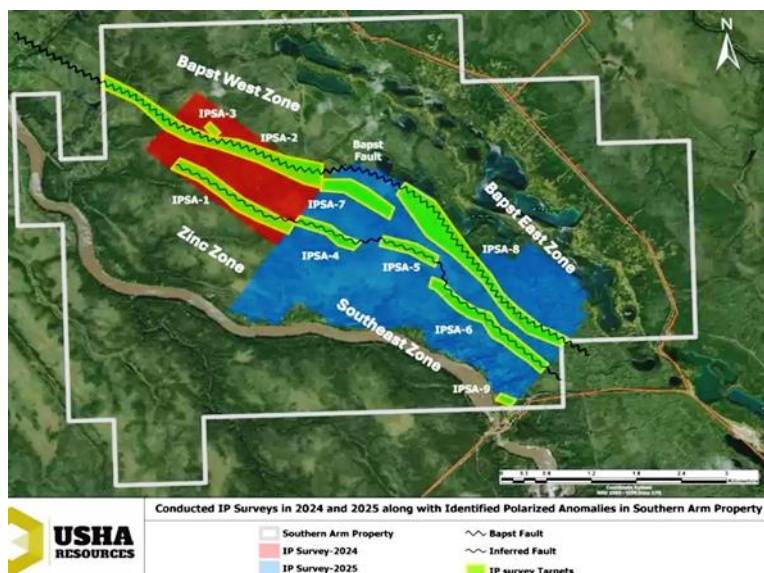 N
Bapst West Zone
IPSA-3
IPSA-2
Bapst
Fault
IPSA-1
IPSA-7
Bapst East Zone
IPSA-8
Zinc Zone
IPSA-4
IPSA-5
Southeast Zone
IPSA-6
IPSA-9
Conducted IP Surveys in 2024 and 2025 along with Identified Polarized Anomalies in Southern Arm Property
USHA
RESOURCES
Southern Arm Property
Bapst Fault
IP Survey-2024
Inferred Fault
IP Survey-2025
IP survey Targets